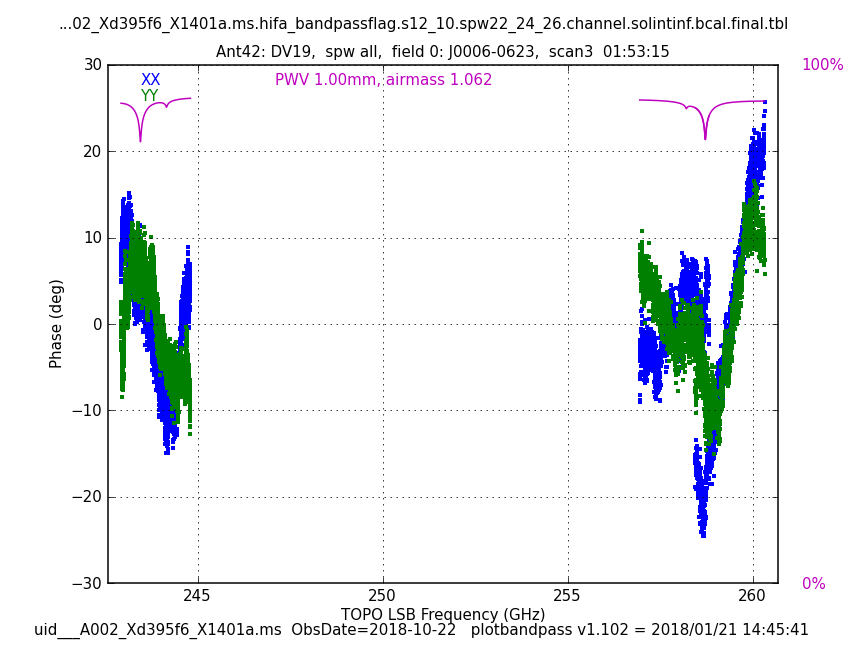 ...02_Xd395f6_X1401a.ms.hifa_bandpassflag.s12_10.spw22_24_26.channel.solintinf.bcal.final.tbl
Ant42: DV19,  spw all,  field 0: J0006-0623,  scan3  01:53:15
XX
YY
PWV 1.00mm, airmass 1.062
100%
0%
30
20
10
0
−10
−20
−30
Phase (deg)
245
250
255
260
TOPO LSB Frequency (GHz)
uid___A002_Xd395f6_X1401a.ms  ObsDate=2018-10-22   plotbandpass v1.102 = 2018/01/21 14:45:41